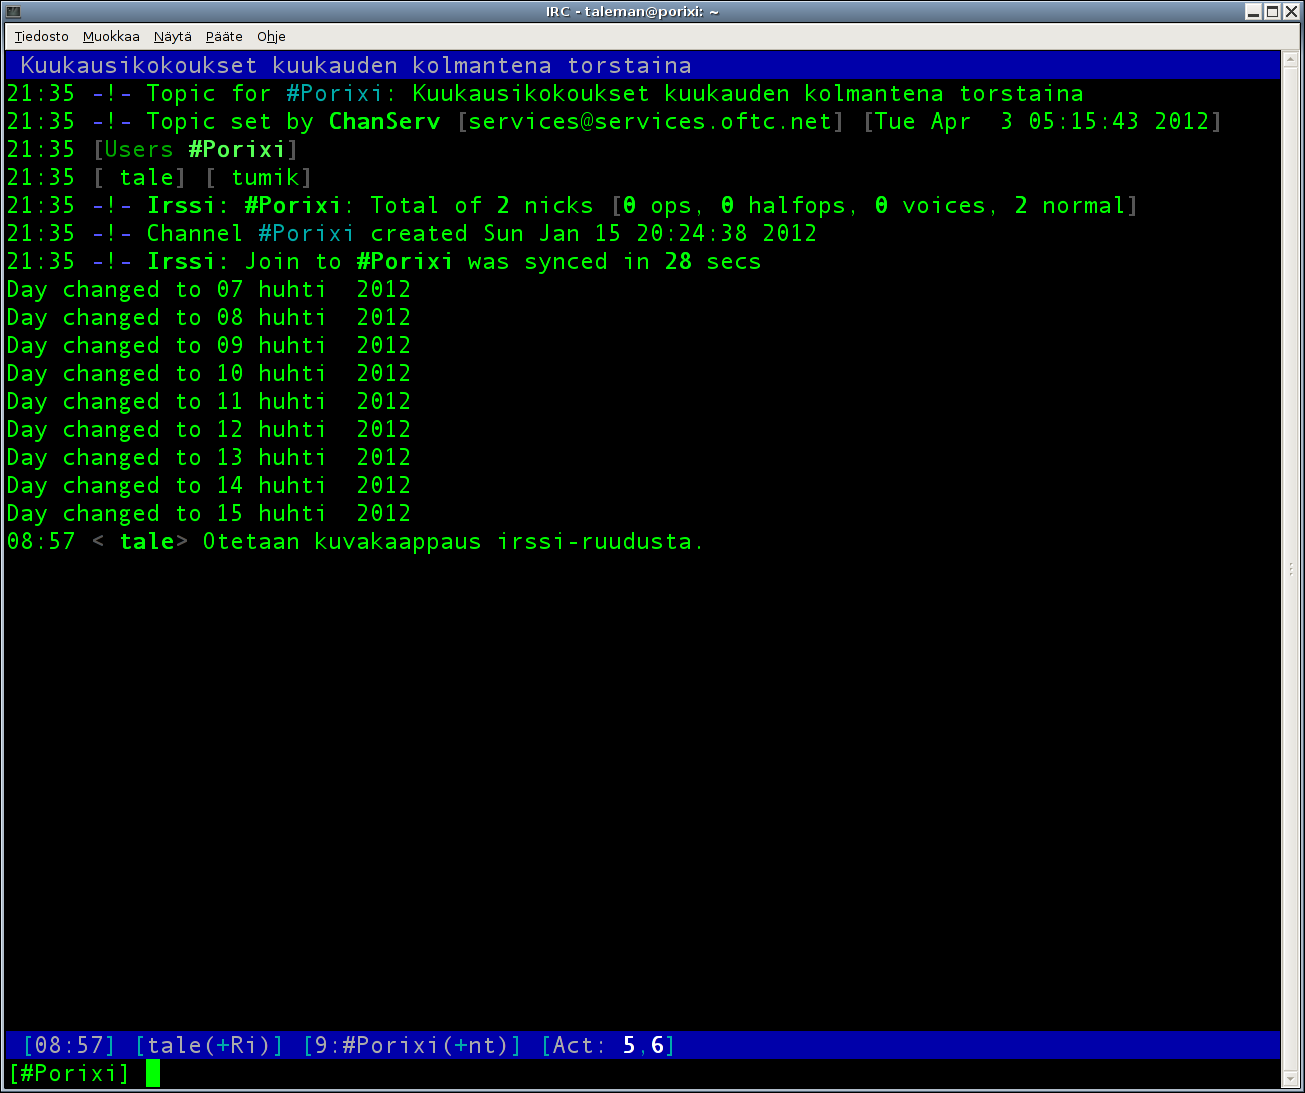 IRC - taleman@porixi: ~
Tiedosto Muokkaa Näytä Pääte Ohje
Kuukausikokoukset kuukauden kolmantena torstaina
21:35 -!- Topic for #Porixi: Kuukausikokoukset kuukauden kolmantena torstaina
21:35 -!- Topic set by ChanServ [services@services.oftc.net] [Tue Apr  3 05:15:43 2012]
21:35 [Users #Porixi]
21:35 [ tale] [ tumik]
21:35 -!- Irssi: #Porixi: Total of 2 nicks [0 ops, 0 halfops, 0 voices, 2 normal]
21:35 -!- Channel #Porixi created Sun Jan 15 20:24:38 2012
21:35 -!- Irssi: Join to #Porixi was synced in 28 secs
Day changed to 07 huhti  2012
Day changed to 08 huhti  2012
Day changed to 09 huhti  2012
Day changed to 10 huhti  2012
Day changed to 11 huhti  2012
Day changed to 12 huhti  2012
Day changed to 13 huhti  2012
Day changed to 14 huhti  2012
Day changed to 15 huhti  2012
08:57 < tale> Otetaan kuvakaappaus irssi-ruudusta.
[08:57] [tale(+Ri)] [9:#Porixi(+nt)] [Act: 5,6]
[#Porixi]